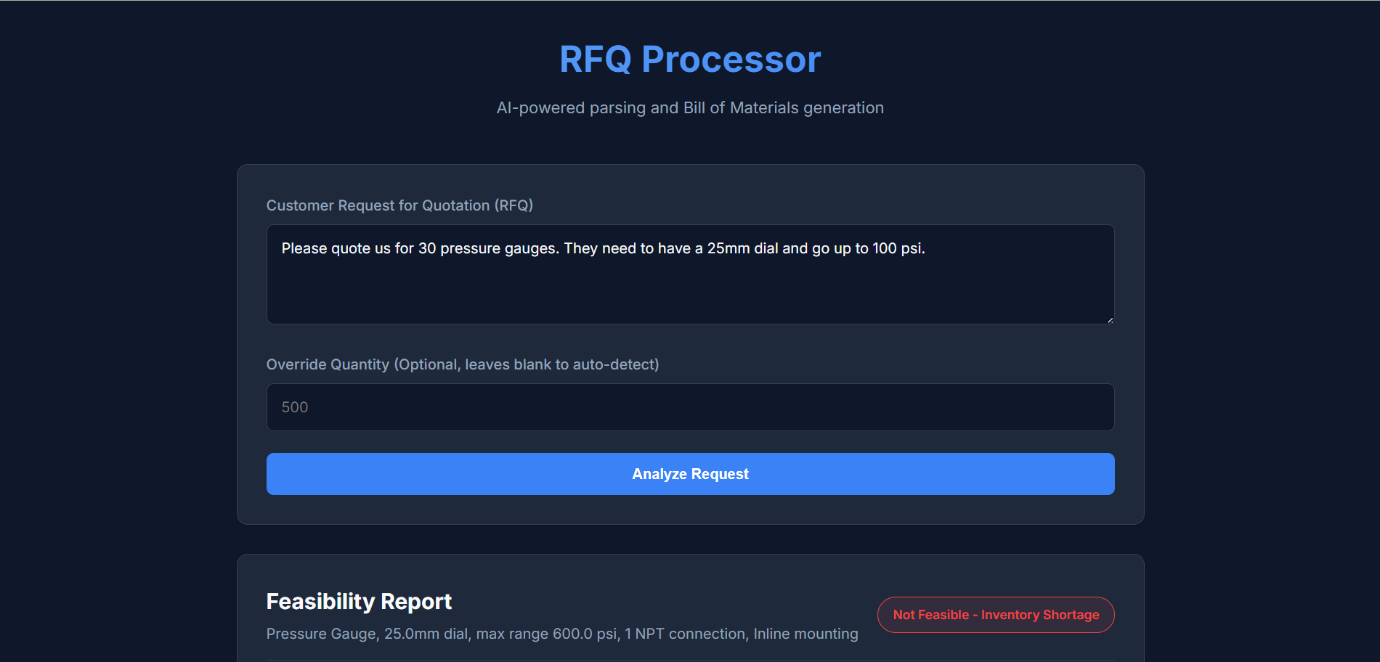 RFQ Processor
AI-powered parsing and Bill of Materials generation
Customer Request for Quotation (RFQ)
Please quote us for 30 pressure gauges. They need to have a 25mm dial and go up to 100 psi.
Override Quantity (Optional, leaves blank to auto-detect)
500
Analyze Request
Feasibility Report
Not Feasible - Inventory Shortage
Pressure Gauge, 25.0mm dial, max range 600.0 psi, 1 NPT connection, Inline mounting